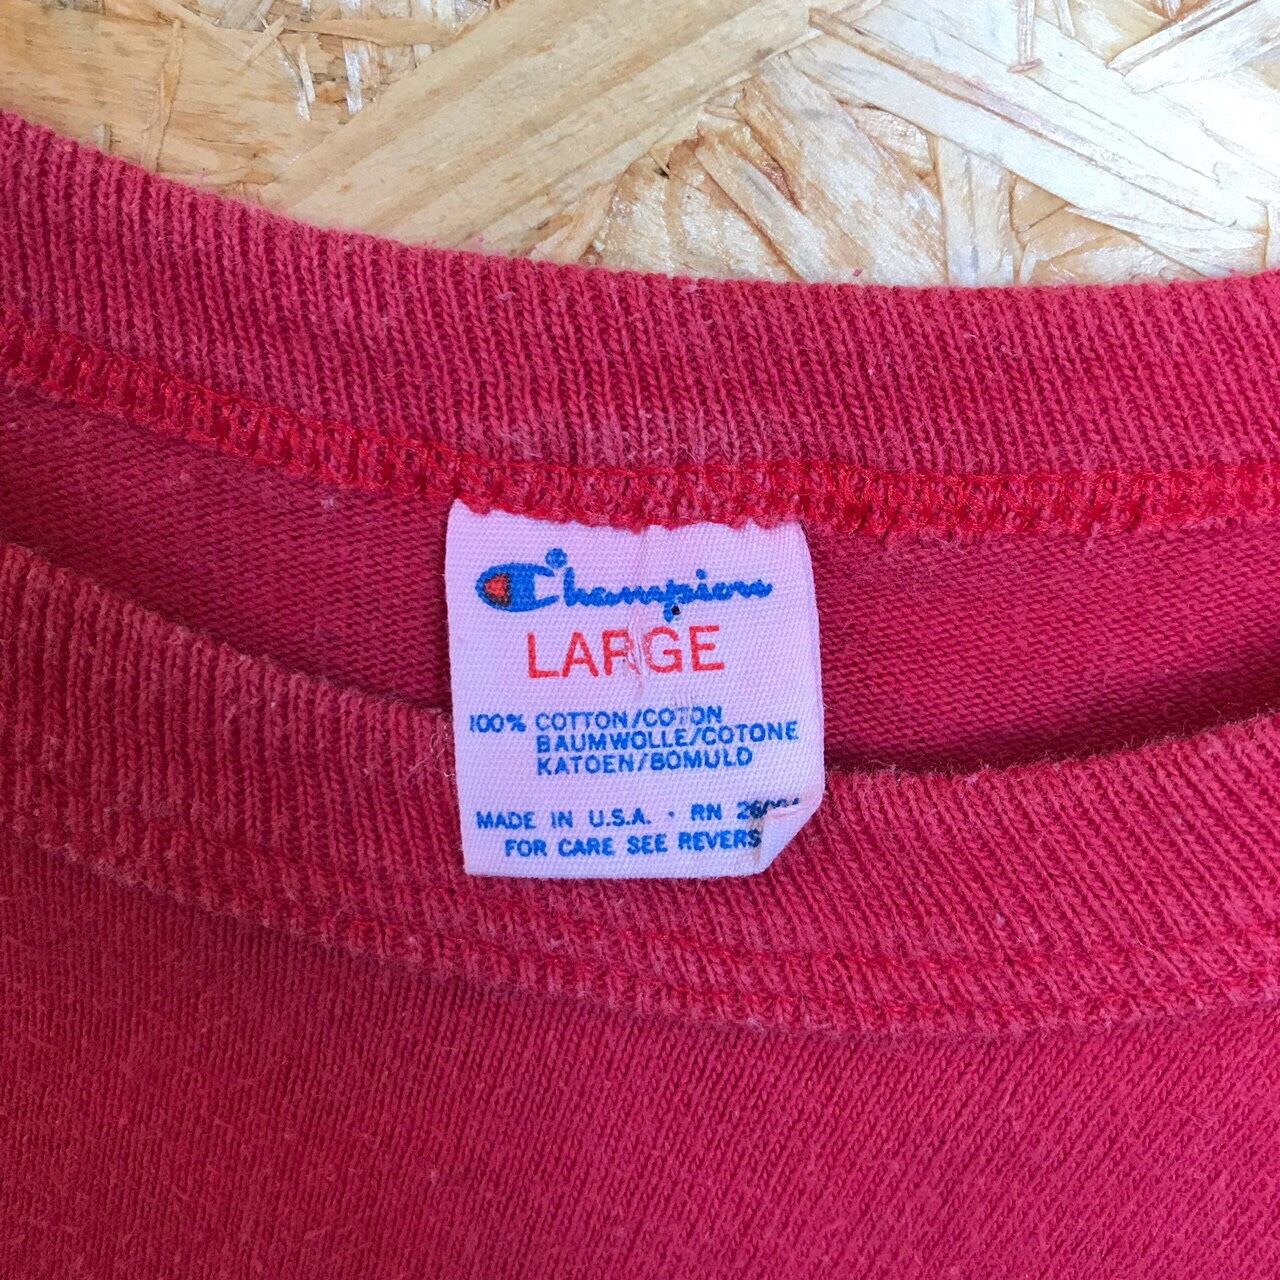 Champion
LARGE
100% COTTON/COTON
BAUMWOLLE/COTONE
KATOEN/BOMULD
MADE IN U.S.A. · RN
FOR CARE SEE REVERS